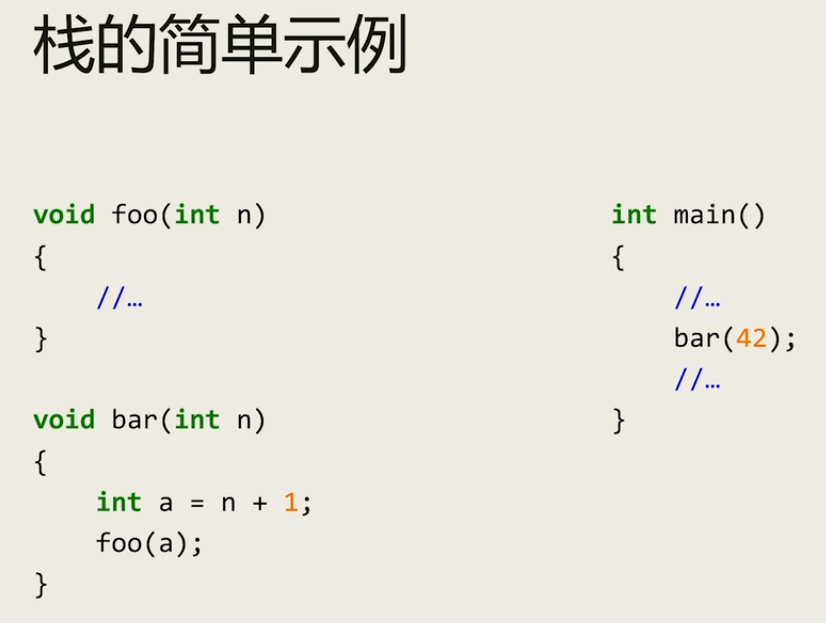 栈的简单示例
void foo(int n)
{
    //…
}
void bar(int n)
{
    int a = n + 1;
    foo(a);
}
int main()
{
    //…
    bar(42);
    //…
}